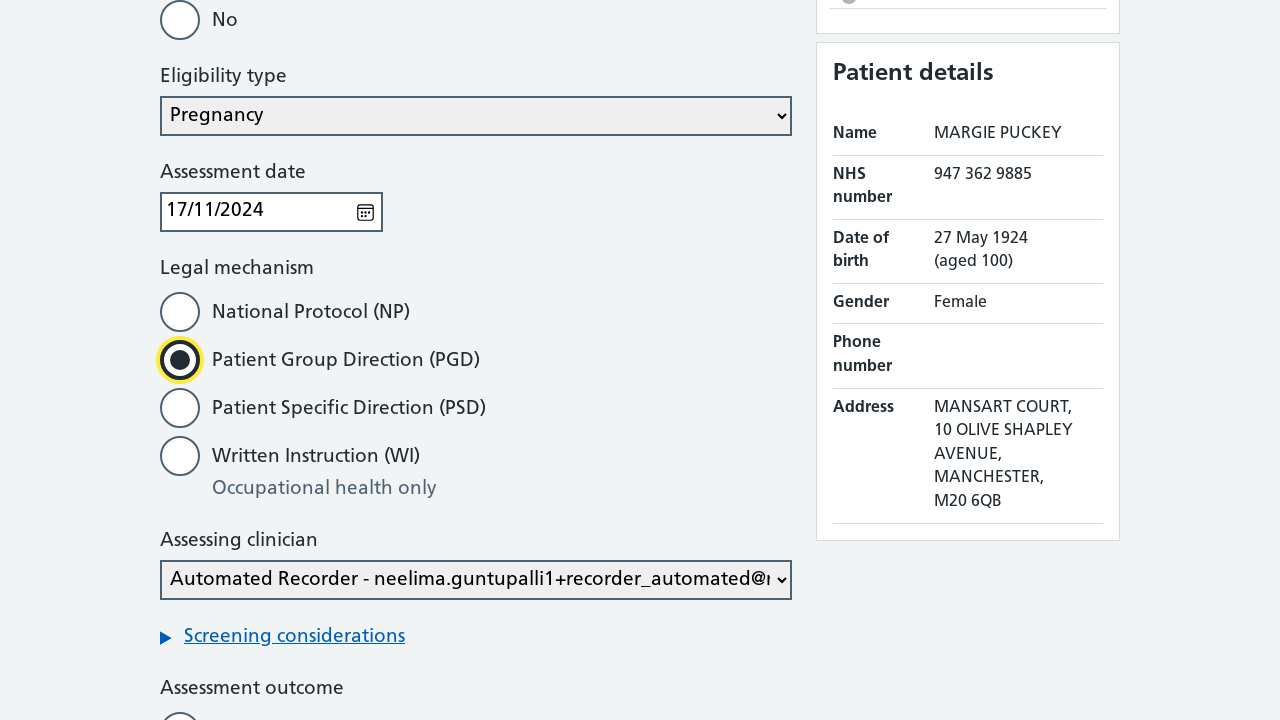 No
Eligibility type
Pregnancy
Assessment date
17/11/2024
Legal mechanism
National Protocol (NP)
Patient Group Direction (PGD)
Patient Specific Direction (PSD)
Written Instruction (WI)
Occupational health only
Assessing clinician
Automated Recorder - neelima.guntupalli1+recorder_automated@
Screening considerations
Assessment outcome
Patient details
Name MARGIE PUCKEY
NHS 947 362 9885
number
Date of 27 May 1924
birth (aged 100)
Gender Female
Phone
number
Address MANSART COURT,
10 OLIVE SHAPLEY
AVENUE,
MANCHESTER,
M20 6QB